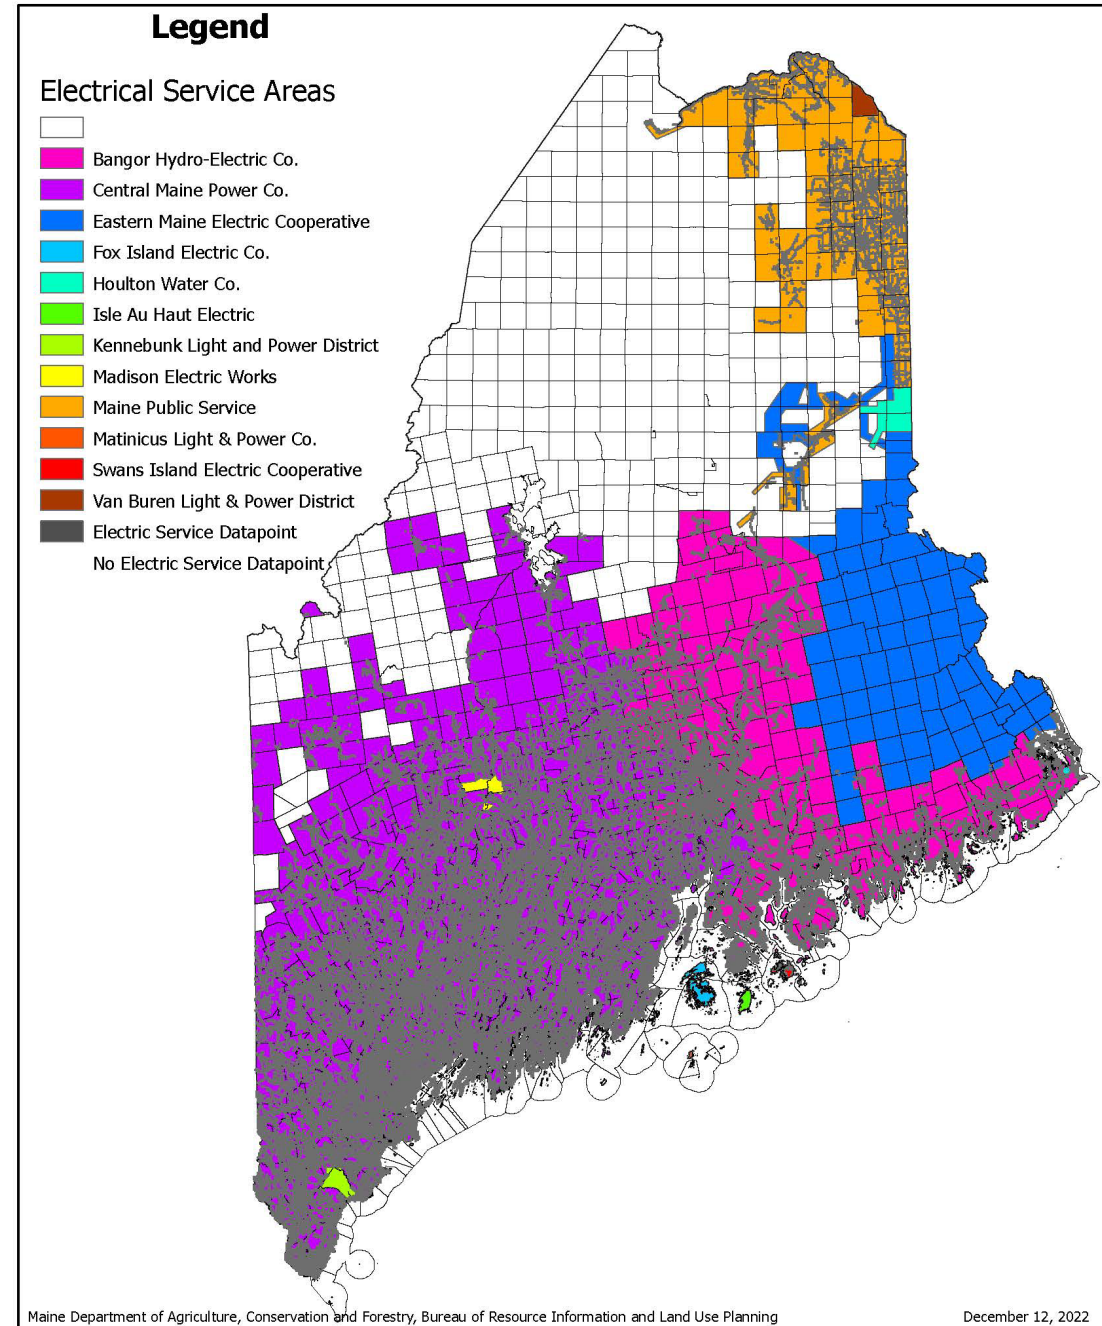 Legend
Electrical Service Areas
Bangor Hydro-Electric Co.
Central Maine Power Co.
Eastern Maine Electric Cooperative
Fox Island Electric Co.
Houlton Water Co.
Isle Au Haut Electric
Kennebunk Light and Power District
Madison Electric Works
Maine Public Service
Matinicus Light & Power Co.
Swans Island Electric Cooperative
Van Buren Light & Power District
Electric Service Datapoint
No Electric Service Datapoint
Maine Department of Agriculture, Conservation and Forestry, Bureau of Resource Information and Land Use Planning
December 12, 2022